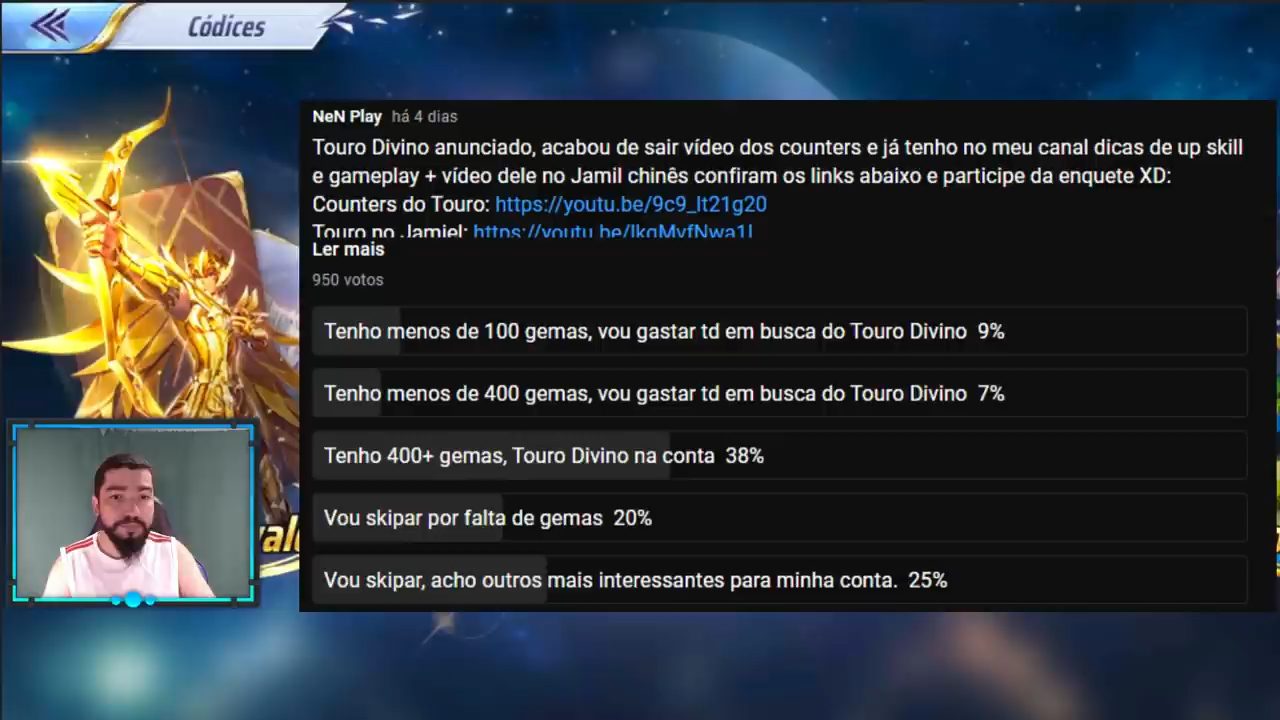 Códices
NeN Play há 4 dias
Touro Divino anunciado, acabou de sair vídeo dos counters e já tenho no meu canal dicas de up skill
e gameplay + vídeo dele no Jamil chinês confiram os links abaixo e participe da enquete XD:
Counters do Touro: https://youtu.be/9c9_lt21g20
Touro no Jamiel:
Ler mais
950 votos
Tenho menos de 100 gemas, vou gastar td em busca do Touro Divino 9%
Tenho menos de 400 gemas, vou gastar td em busca do Touro Divino 7%
Tenho 400+ gemas, Touro Divino na conta 38%
Vou skipar por falta de gemas 20%
Vou skipar, acho outros mais interessantes para minha conta. 25%